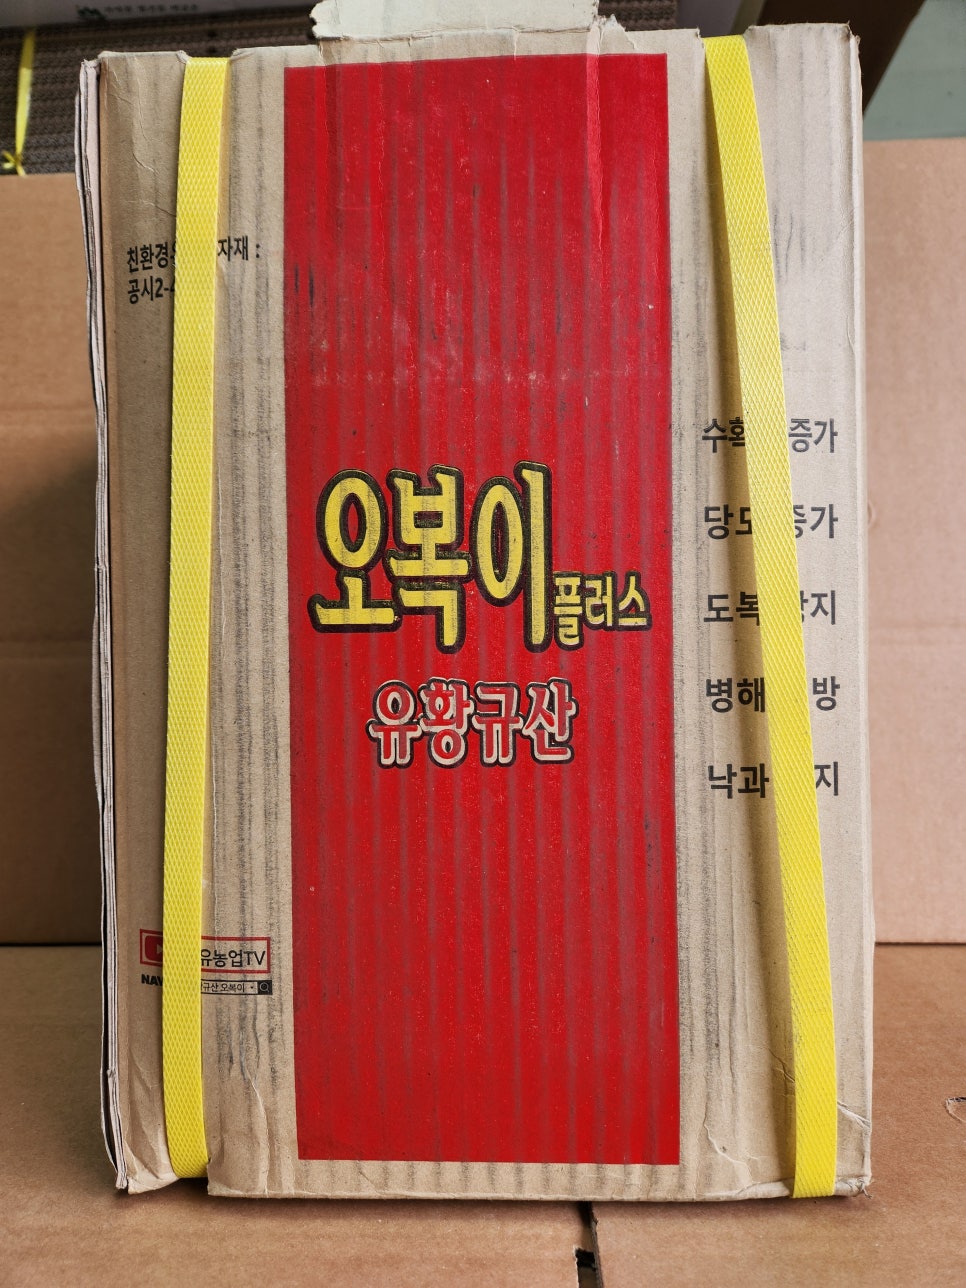 친환경 자재 :
공시2-
오복이플러스
유황규산
수확 증가
당도 증가
도복 방지
병해 방
낙과 지
유농업TV
NAV 규산 오복이